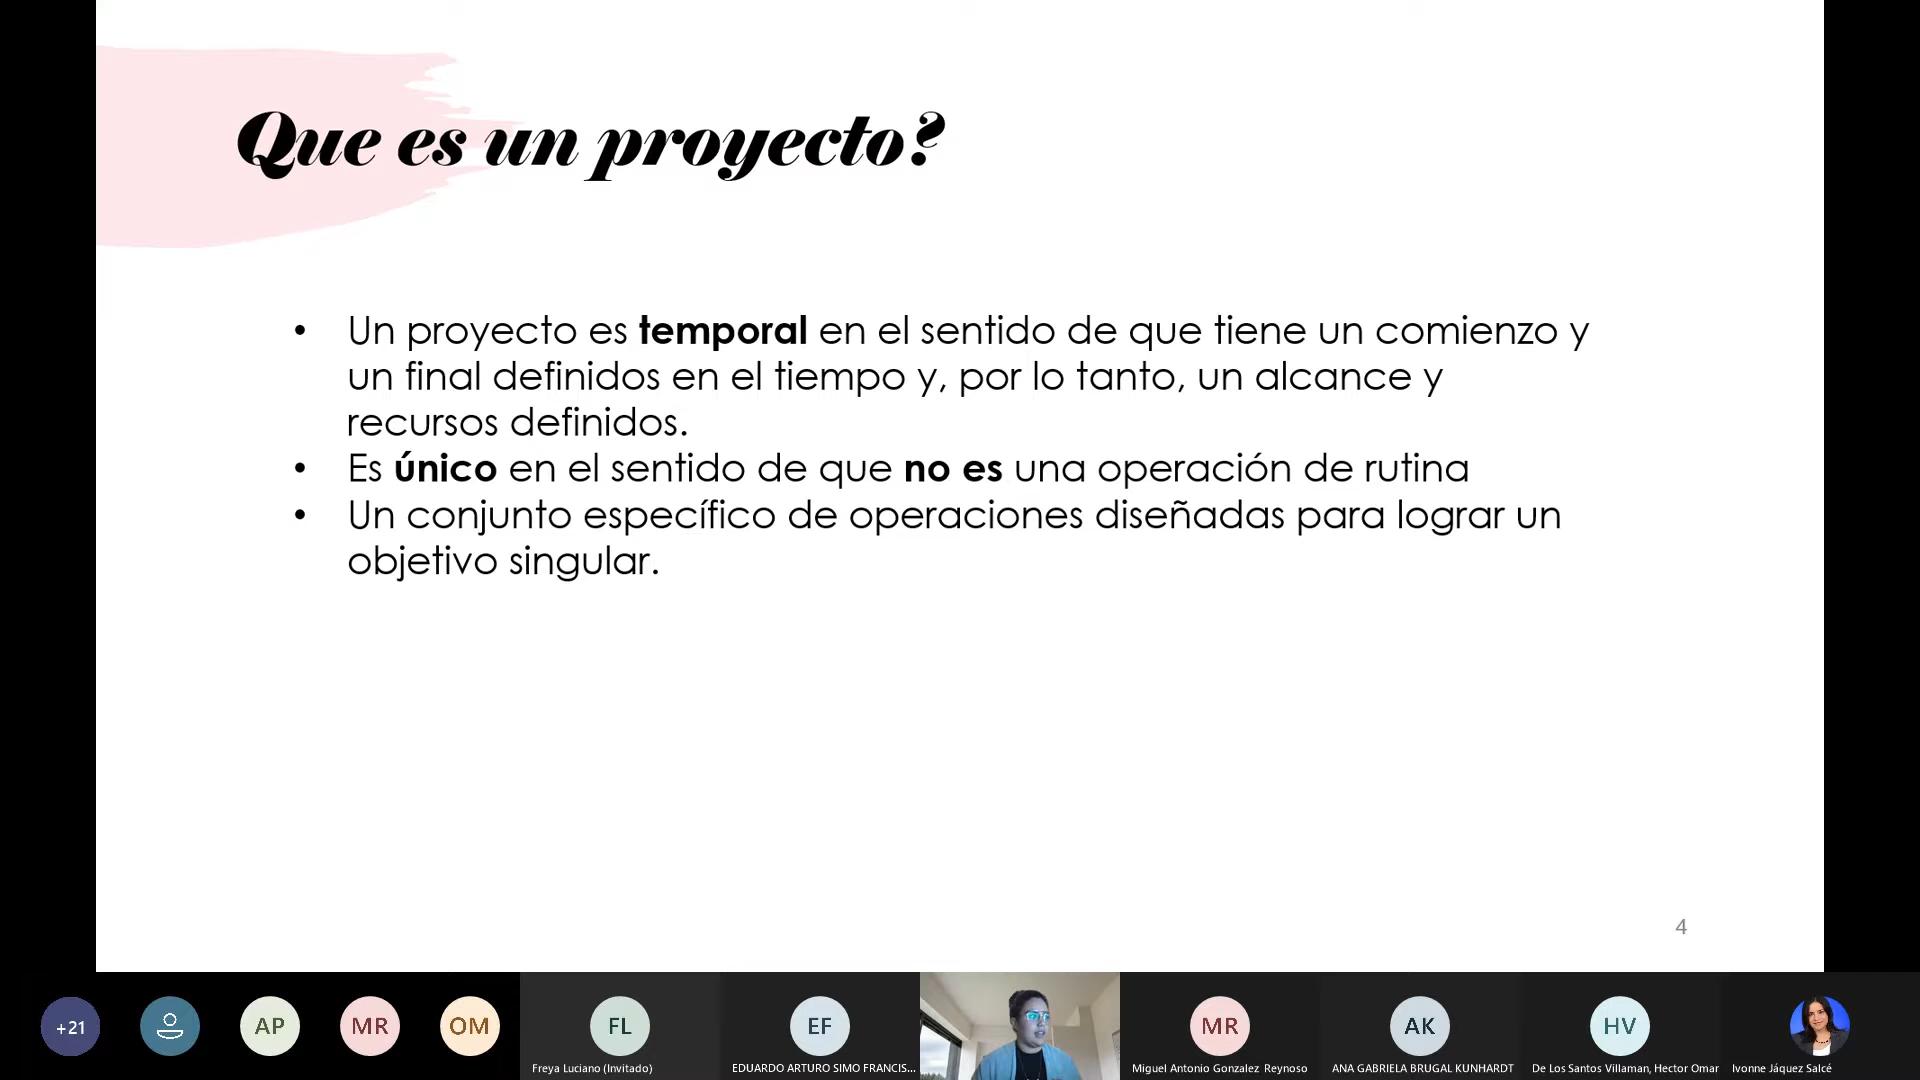 Que es un proyecto?
• Un proyecto es temporal en el sentido de que tiene un comienzo y
un final definidos en el tiempo y, por lo tanto, un alcance y
recursos definidos.
• Es único en el sentido de que no es una operación de rutina
• Un conjunto específico de operaciones diseñadas para lograr un
objetivo singular.
4
+21
AP
MR
OM
FL
EF
MR
AK
HV
Freya Luciano (Invitado)
EDUARDO ARTURO SIMO FRANCIS...
Miguel Antonio Gonzalez Reynoso
ANA GABRIELA BRUGAL KUNHARDT
De Los Santos Villaman, Hector Omar
Ivonne Jáquez Salcé